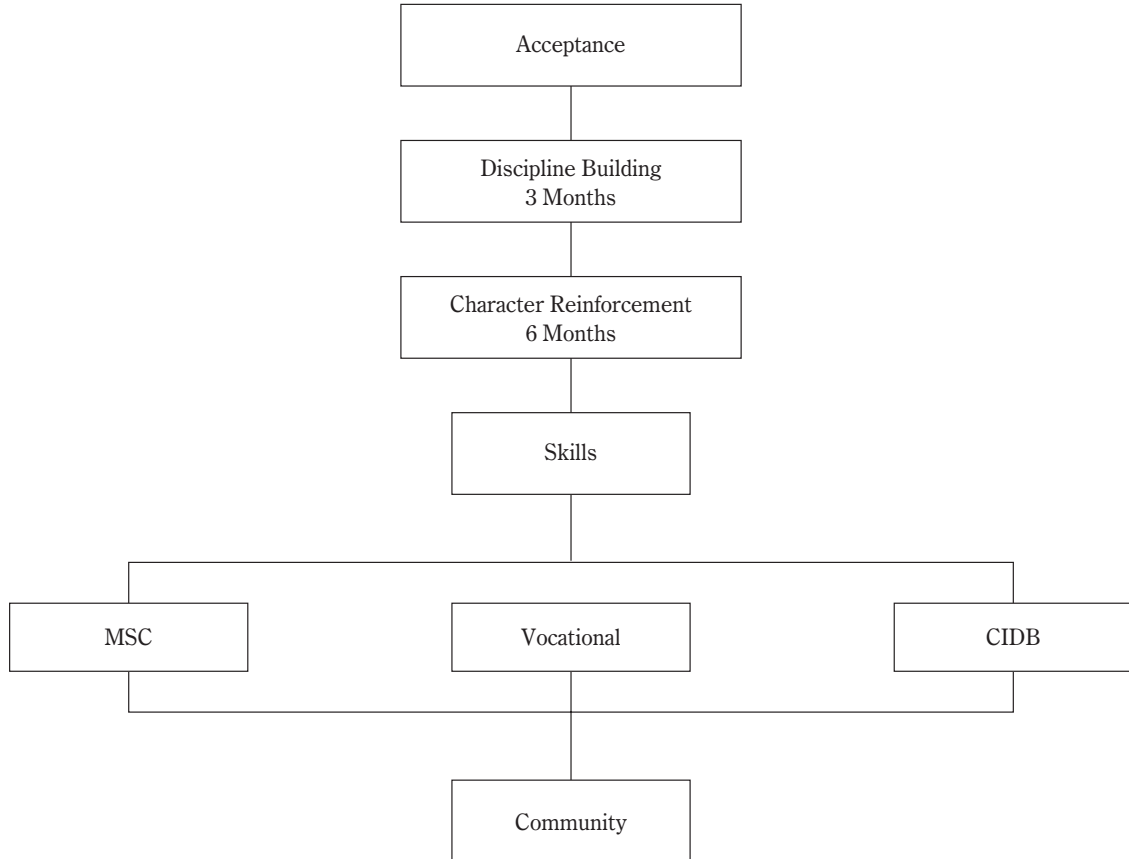 Acceptance
Discipline Building
3 Months
Character Reinforcement
6 Months
Skills
MSC
Vocational
CIDB
Community